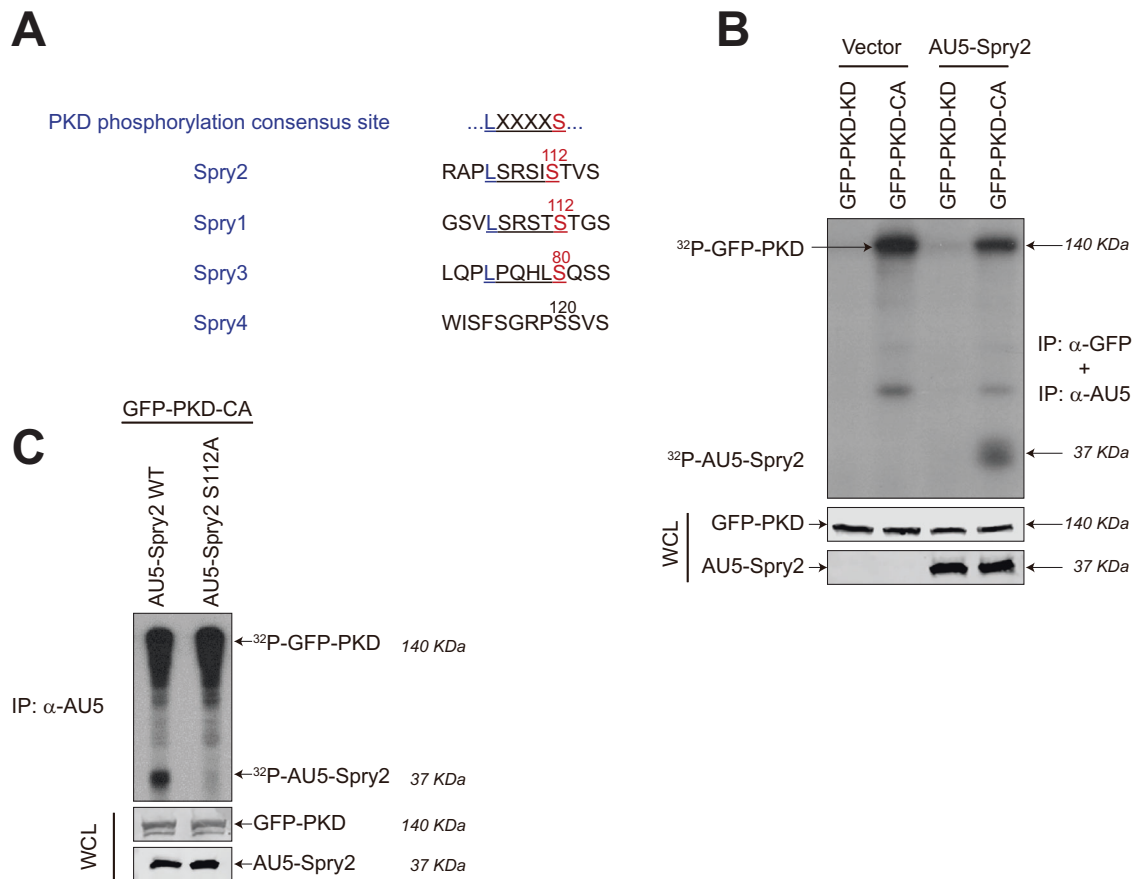 A
PKD phosphorylation consensus site ...LXXXXS...
112
Spry2 RAPLSRSISTVS
112
Spry1 GSVLSRSTSTGS
80
Spry3 LQPLPQHLSQSS
120
Spry4 WISFSGRPSSVS
B
Vector AU5-Spry2
GFP-PKD-KD
GFP-PKD-CA
GFP-PKD-KD
GFP-PKD-CA
32P-GFP-PKD 140 KDa
IP: α-GFP
+
IP: α-AU5
32P-AU5-Spry2 37 KDa
WCL
GFP-PKD 140 KDa
AU5-Spry2 37 KDa
C
GFP-PKD-CA
AU5-Spry2 WT
AU5-Spry2 S112A
32P-GFP-PKD 140 KDa
IP: α-AU5
32P-AU5-Spry2 37 KDa
WCL
GFP-PKD 140 KDa
AU5-Spry2 37 KDa